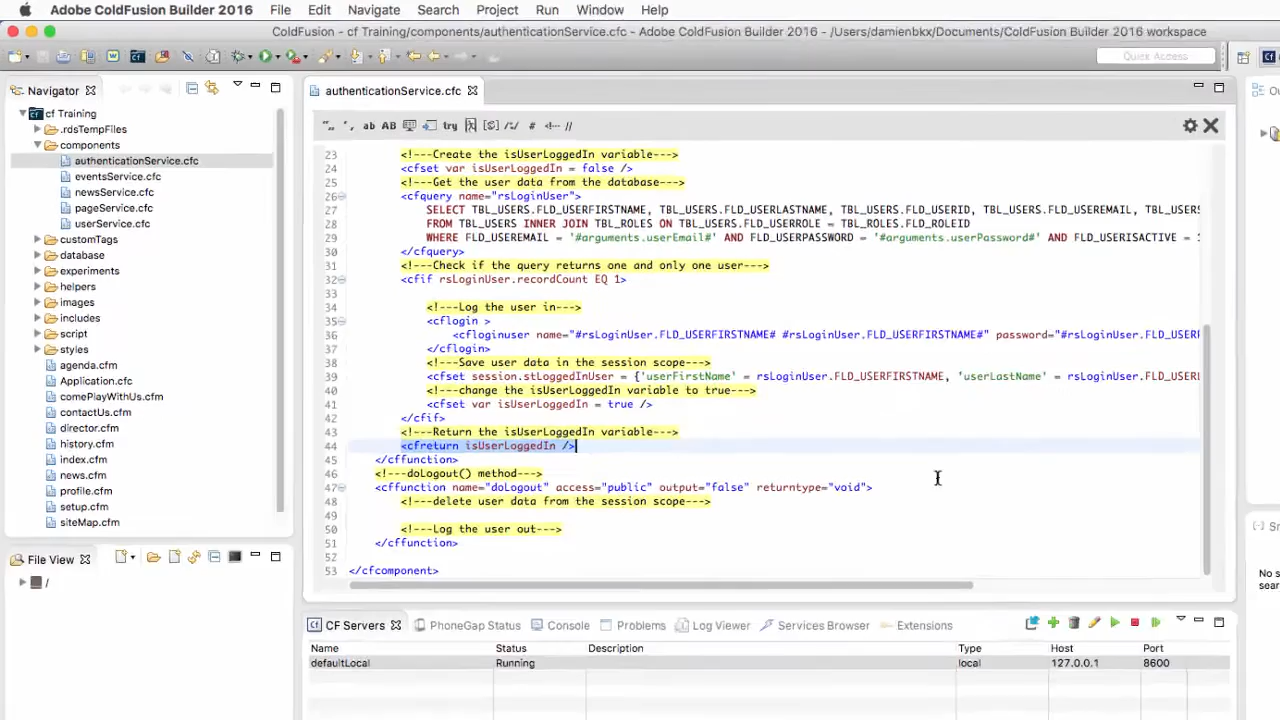 Adobe ColdFusion Builder 2016 File Edit Navigate Search Project Run Window Help
ColdFusion - cf Training/components/authenticationService.cfc - Adobe ColdFusion Builder 2016 - /Users/damienbkx/Documents/ColdFusion Builder 2016 workspace
Quick Access
Navigator
cf Training
.rdsTempFiles
components
authenticationService.cfc
eventsService.cfc
newsService.cfc
pageService.cfc
userService.cfc
customTags
database
experiments
helpers
images
includes
script
styles
agenda.cfm
Application.cfc
comePlayWithUs.cfm
contactUs.cfm
director.cfm
history.cfm
index.cfm
news.cfm
profile.cfm
setup.cfm
siteMap.cfm
File View
/
authenticationService.cfc
23 <!---Create the isUserLoggedIn variable--->
24 <cfset var isUserLoggedIn = false />
25 <!---Get the user data from the database--->
26 <cfquery name="rsLoginUser">
27 SELECT TBL_USERS.FLD_USERFIRSTNAME, TBL_USERS.FLD_USERLASTNAME, TBL_USERS.FLD_USERID, TBL_USERS.FLD_USEREMAIL, TBL_USERS
28 FROM TBL_USERS INNER JOIN TBL_ROLES ON TBL_USERS.FLD_USERROLE = TBL_ROLES.FLD_ROLEID
29 WHERE FLD_USEREMAIL = '#arguments.userEmail#' AND FLD_USERPASSWORD = '#arguments.userPassword#' AND FLD_USERISACTIVE = 1
30 </cfquery>
31 <!---Check if the query returns one and only one user--->
32 <cfif rsLoginUser.recordCount EQ 1>
33
34 <!---Log the user in--->
35 <cflogin >
36 <cfloginuser name="#rsLoginUser.FLD_USERFIRSTNAME# #rsLoginUser.FLD_USERFIRSTNAME#" password="#rsLoginUser.FLD_USERS
37 </cflogin>
38 <!---Save user data in the session scope--->
39 <cfset session.stLoggedInUser = {'userFirstName' = rsLoginUser.FLD_USERFIRSTNAME, 'userLastName' = rsLoginUser.FLD_USERL
40 <!---change the isUserLoggedIn variable to true--->
41 <cfset var isUserLoggedIn = true />
42 </cfif>
43 <!---Return the isUserLoggedIn variable--->
44 <cfreturn isUserLoggedIn />
45 </cffunction>
46 <!---doLogout() method--->
47 <cffunction name="doLogout" access="public" output="false" returntype="void">
48 <!---delete user data from the session scope--->
49
50 <!---Log the user out--->
51 </cffunction>
52
53 </cfcomponent>
CF Servers PhoneGap Status Console Problems Log Viewer Services Browser Extensions
Name Status Description Type Host Port
defaultLocal Running local 127.0.0.1 8600